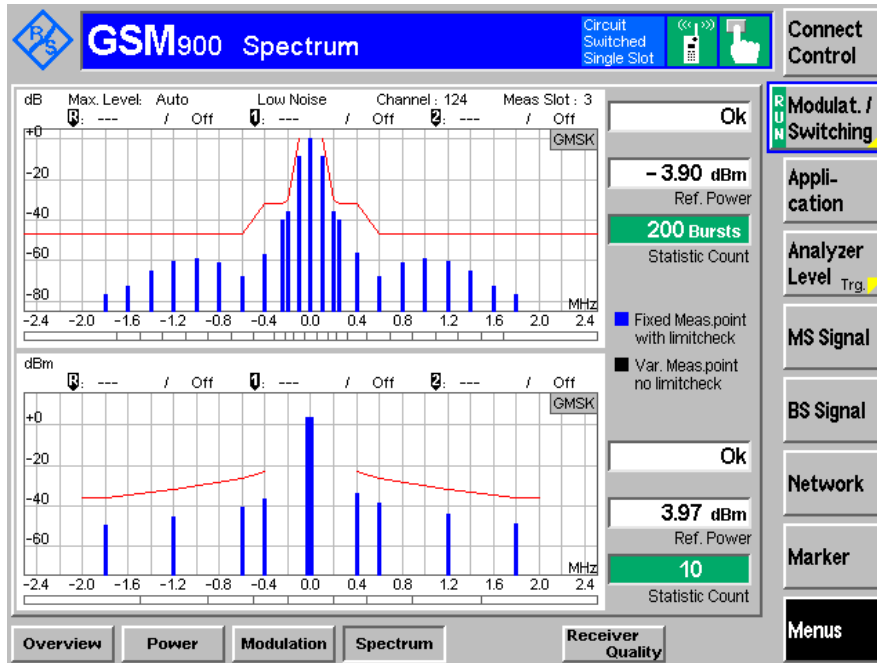 R&S
GSM900 Spectrum
Circuit
Switched
Single Slot
Connect
Control
dB Max. Level: Auto Low Noise Channel : 124 Meas Slot : 3
R: --- / Off 1: --- / Off 2: --- / Off
GMSK
+0
-20
-40
-60
-80
MHz
-2.4 -2.0 -1.6 -1.2 -0.8 -0.4 0.0 0.4 0.8 1.2 1.6 2.0 2.4
Ok
– 3.90 dBm
Ref. Power
200 Bursts
Statistic Count
Fixed Meas.point
with limitcheck
Var. Meas.point
no limitcheck
dBm
R: --- / Off 1: --- / Off 2: --- / Off
GMSK
+0
-20
-40
-60
MHz
-2.4 -2.0 -1.6 -1.2 -0.8 -0.4 0.0 0.4 0.8 1.2 1.6 2.0 2.4
Ok
3.97 dBm
Ref. Power
10
Statistic Count
RUN
Modulat. /
Switching
Appli-
cation
Analyzer
Level Trg.
MS Signal
BS Signal
Network
Marker
Menus
Overview
Power
Modulation
Spectrum
Receiver
Quality